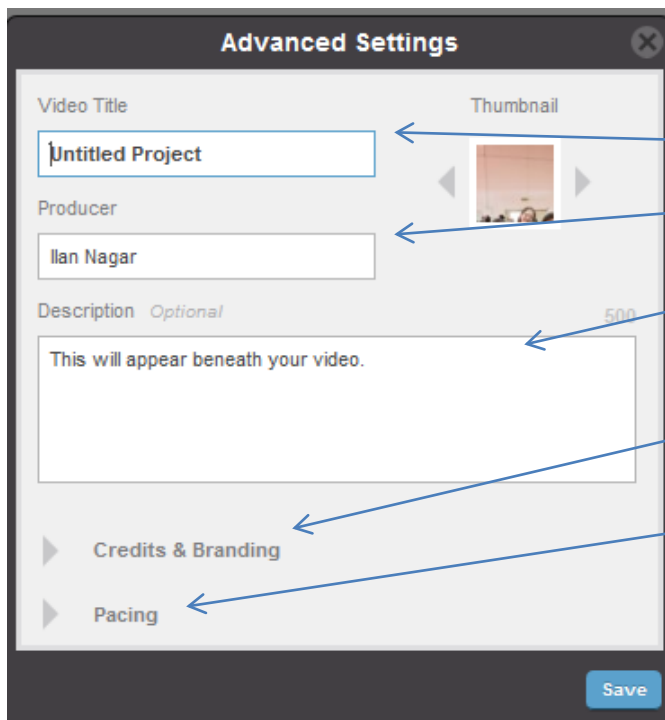 Advanced Settings
Video Title
Thumbnail
Untitled Project
Producer
Ilan Nagar
Description Optional
500
This will appear beneath your video.
Credits & Branding
Pacing
Save